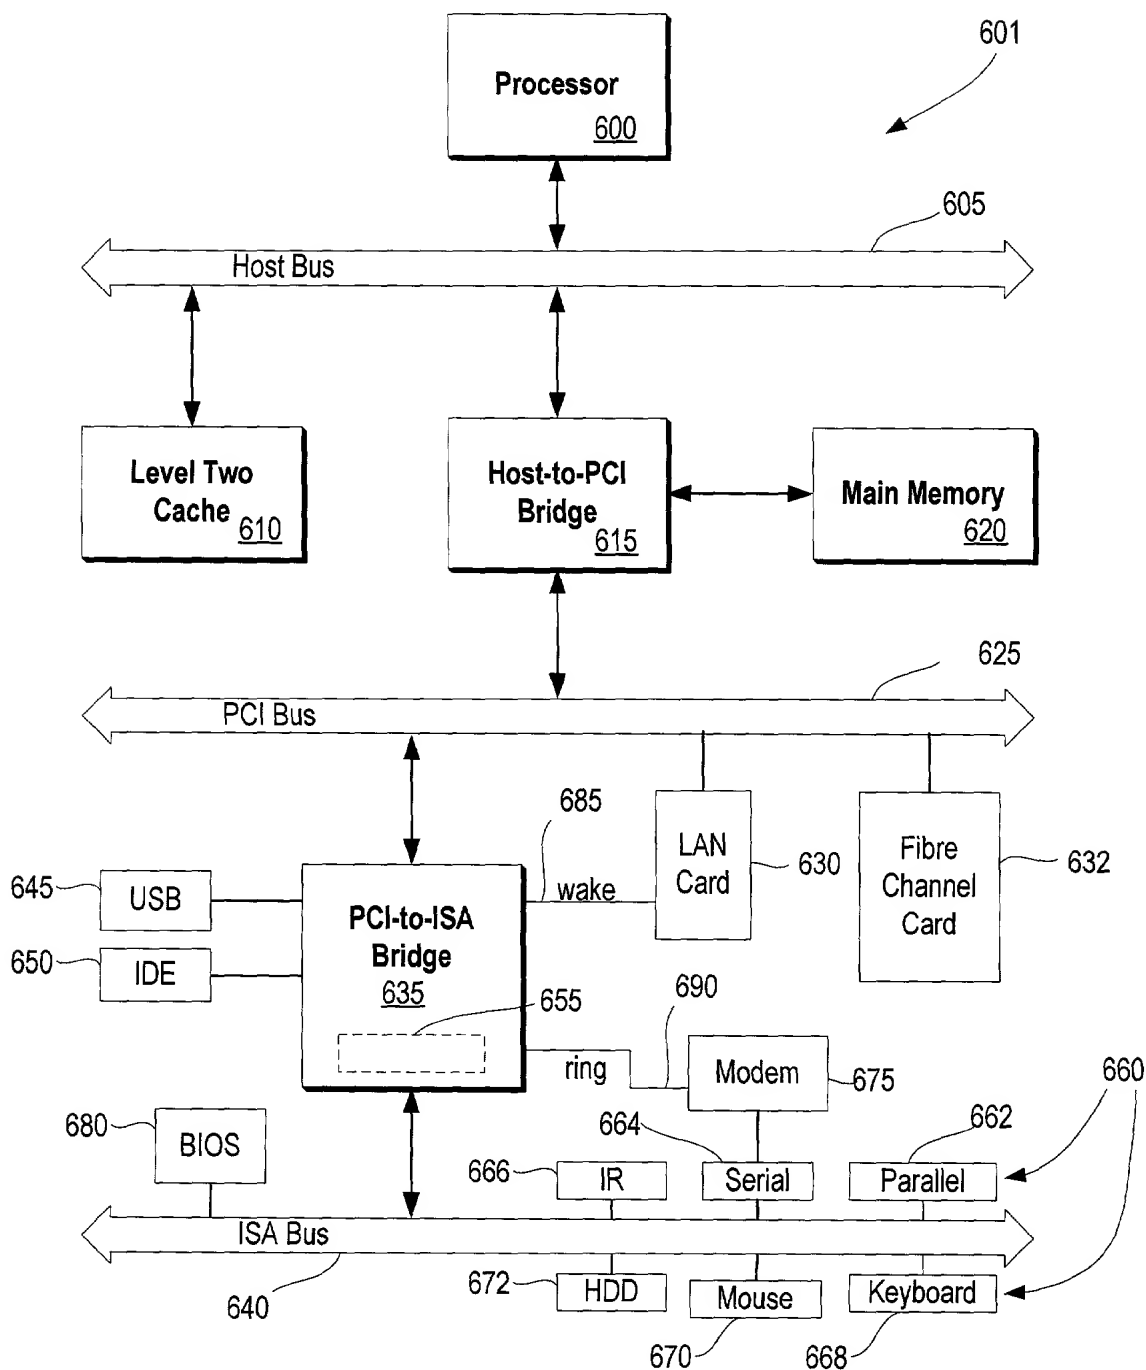 601
Processor
600
605
Host Bus
Level Two
Cache
610
Host-to-PCI
Bridge
615
Main Memory
620
625
PCI Bus
685
LAN
Card
630
Fibre
Channel
Card
632
645
USB
wake
PCI-to-ISA
Bridge
635
650
IDE
655
690
ring
Modem
675
660
680
BIOS
664
662
666
IR
Serial
Parallel
ISA Bus
640
672
HDD
Mouse
Keyboard
670
668